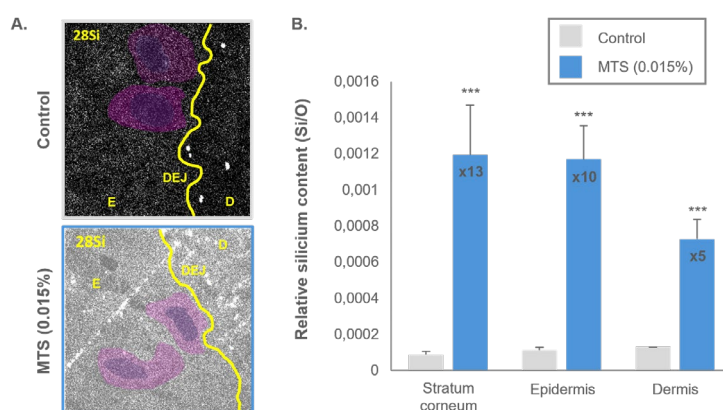 A.
28Si
Control
DEJ
E
D
28Si
D
DEJ
E
MTS (0.015%)
B.
Control
MTS (0.015%)
Relative silicium content (Si/O)
0,0016
0,0014
0,0012
0,001
0,0008
0,0006
0,0004
0,0002
0
***
x13
***
x10
***
x5
Stratum
corneum
Epidermis
Dermis